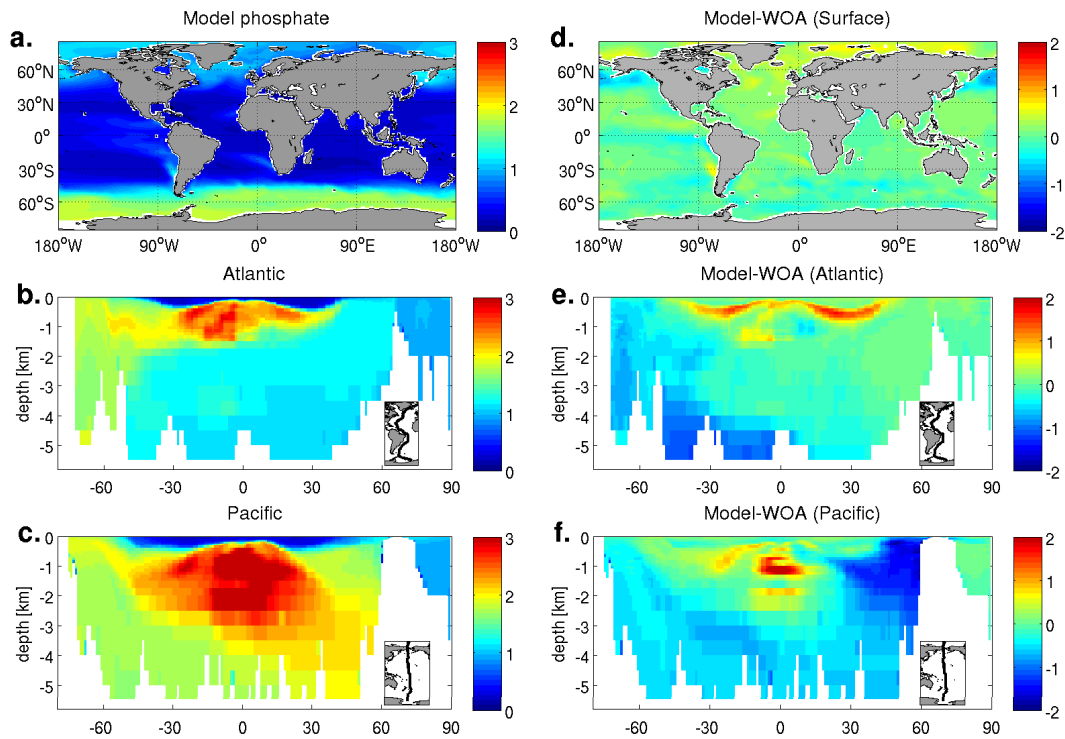 Model phosphate
a.
60°N
30°N
0°
30°S
60°S
180°W 90°W 0° 90°E 180°W
3
2
1
0
Model-WOA (Surface)
d.
60°N
30°N
0°
30°S
60°S
180°W 90°W 0° 90°E 180°W
2
1
0
-1
-2
Atlantic
b.
depth [km]
0
-1
-2
-3
-4
-5
-60 -30 0 30 60 90
3
2
1
0
Model-WOA (Atlantic)
e.
depth [km]
0
-1
-2
-3
-4
-5
-60 -30 0 30 60 90
2
1
0
-1
-2
Pacific
c.
depth [km]
0
-1
-2
-3
-4
-5
-60 -30 0 30 60 90
3
2
1
0
Model-WOA (Pacific)
f.
depth [km]
0
-1
-2
-3
-4
-5
-60 -30 0 30 60 90
2
1
0
-1
-2